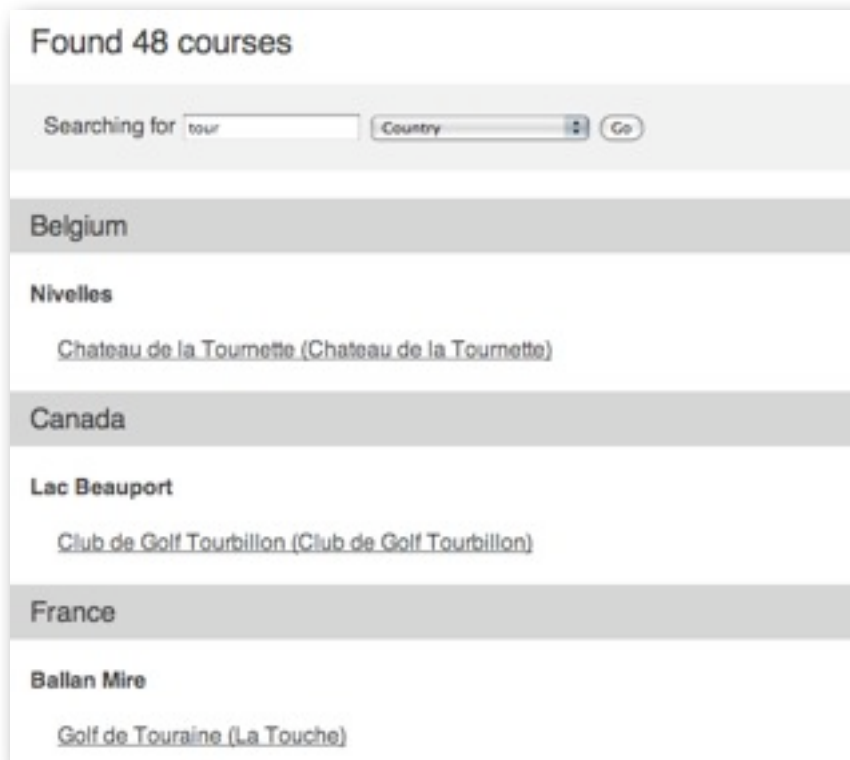 Found 48 courses
Searching for tour Country Go
Belgium
Nivelles
Chateau de la Tournette (Chateau de la Tournette)
Canada
Lac Beauport
Club de Golf Tourbillon (Club de Golf Tourbillon)
France
Ballan Mire
Golf de Touraine (La Touche)